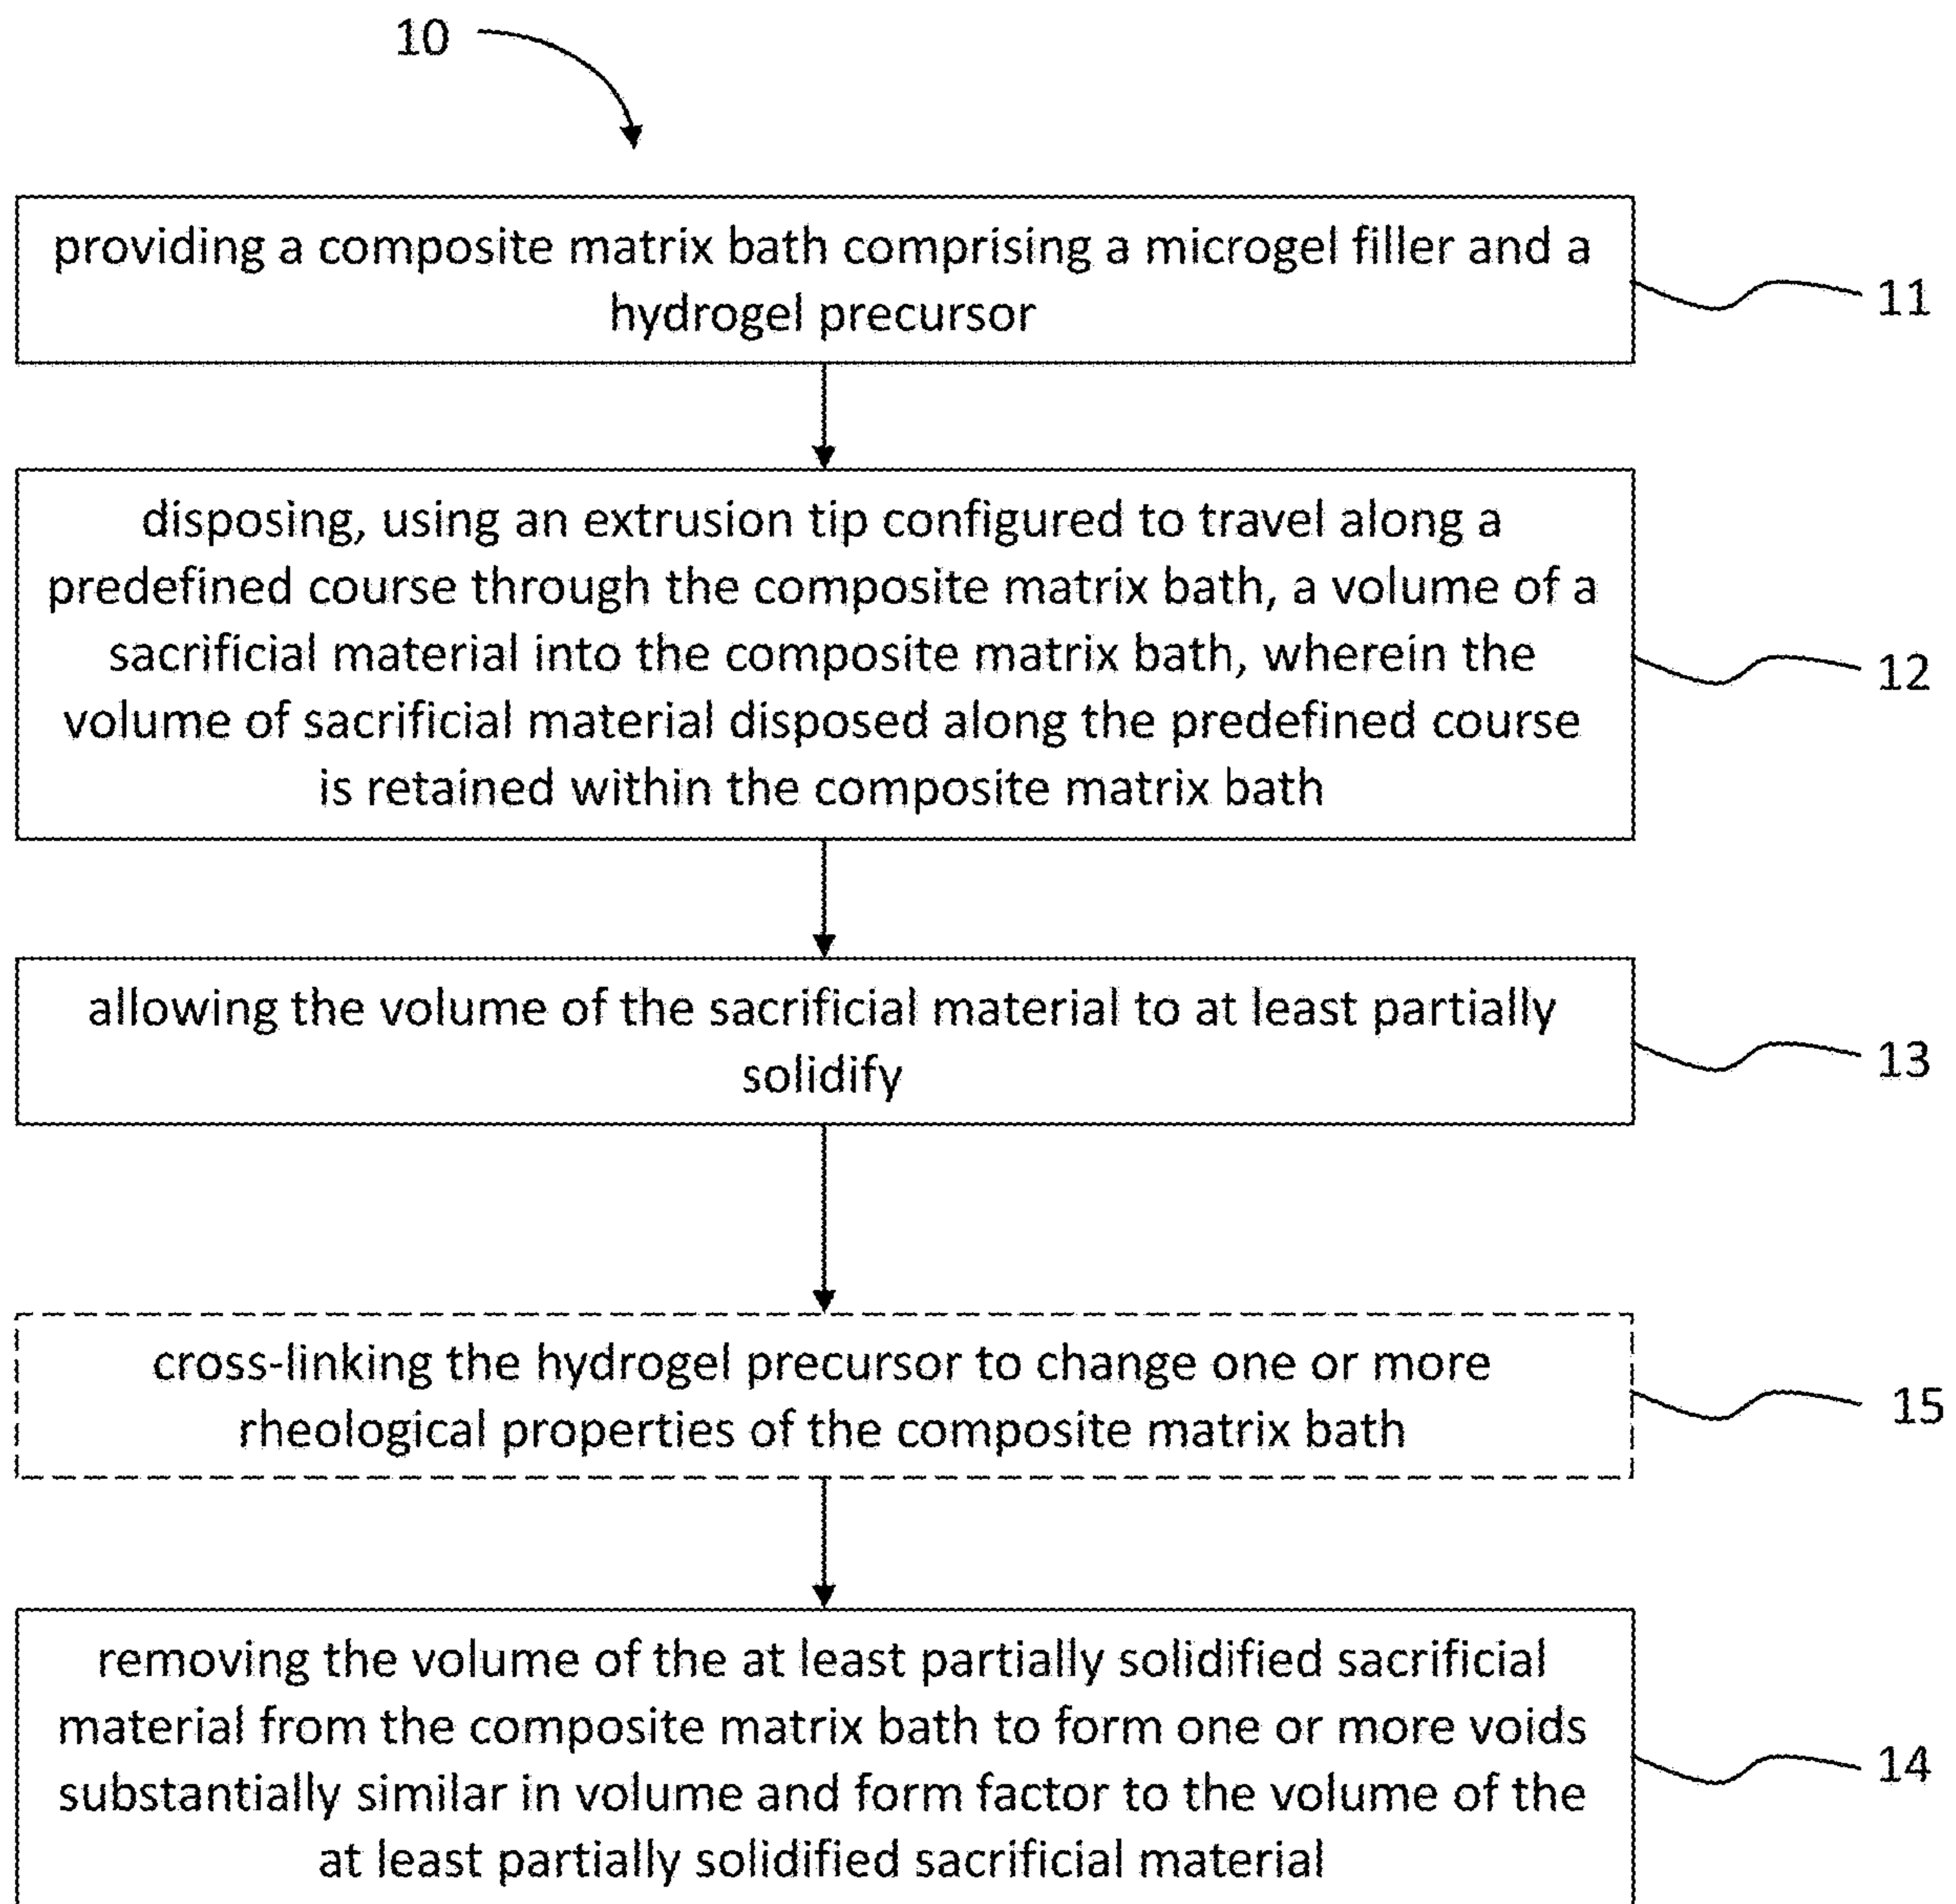 10
providing a composite matrix bath comprising a microgel filler and a
hydrogel precursor
11
disposing, using an extrusion tip configured to travel along a
predefined course through the composite matrix bath, a volume of a
sacrificial material into the composite matrix bath, wherein the
volume of sacrificial material disposed along the predefined course
is retained within the composite matrix bath
12
allowing the volume of the sacrificial material to at least partially
solidify
13
cross-linking the hydrogel precursor to change one or more
rheological properties of the composite matrix bath
15
removing the volume of the at least partially solidified sacrificial
material from the composite matrix bath to form one or more voids
substantially similar in volume and form factor to the volume of the
at least partially solidified sacrificial material
14